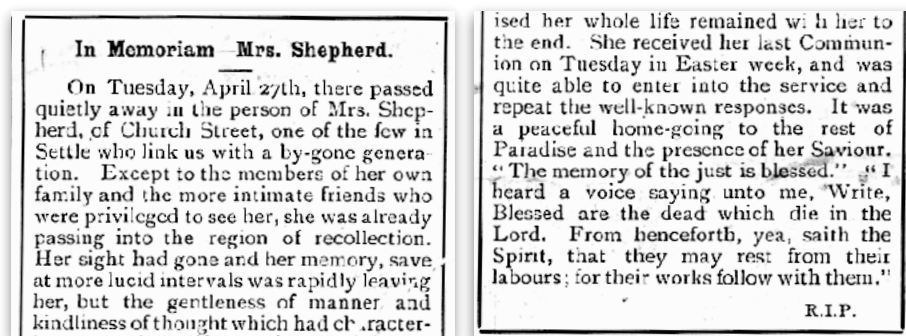 In Memoriam Mrs. Shepherd.
On Tuesday, April 27th, there passed
quietly away in the person of Mrs. Shep-
herd, of Church Street, one of the few in
Settle who link us with a by-gone genera-
tion. Except to the members of her own
family and the more intimate friends who
were privileged to see her, she was already
passing into the region of recollection.
Her sight had gone and her memory, save
at more lucid intervals was rapidly leaving
her, but the gentleness of manner and
kindliness of thought which had character-
ised her whole life remained with her to
the end. She received her last Commun-
ion on Tuesday in Easter week, and was
quite able to enter into the service and
repeat the well-known responses. It was
a peaceful home-going to the rest of
Paradise and the presence of her Saviour.
"The memory of the just is blessed." "I
heard a voice saying unto me, Write,
Blessed are the dead which die in the
Lord. From henceforth, yea, saith the
Spirit, that they may rest from their
labours; for their works follow with them."
R.I.P.